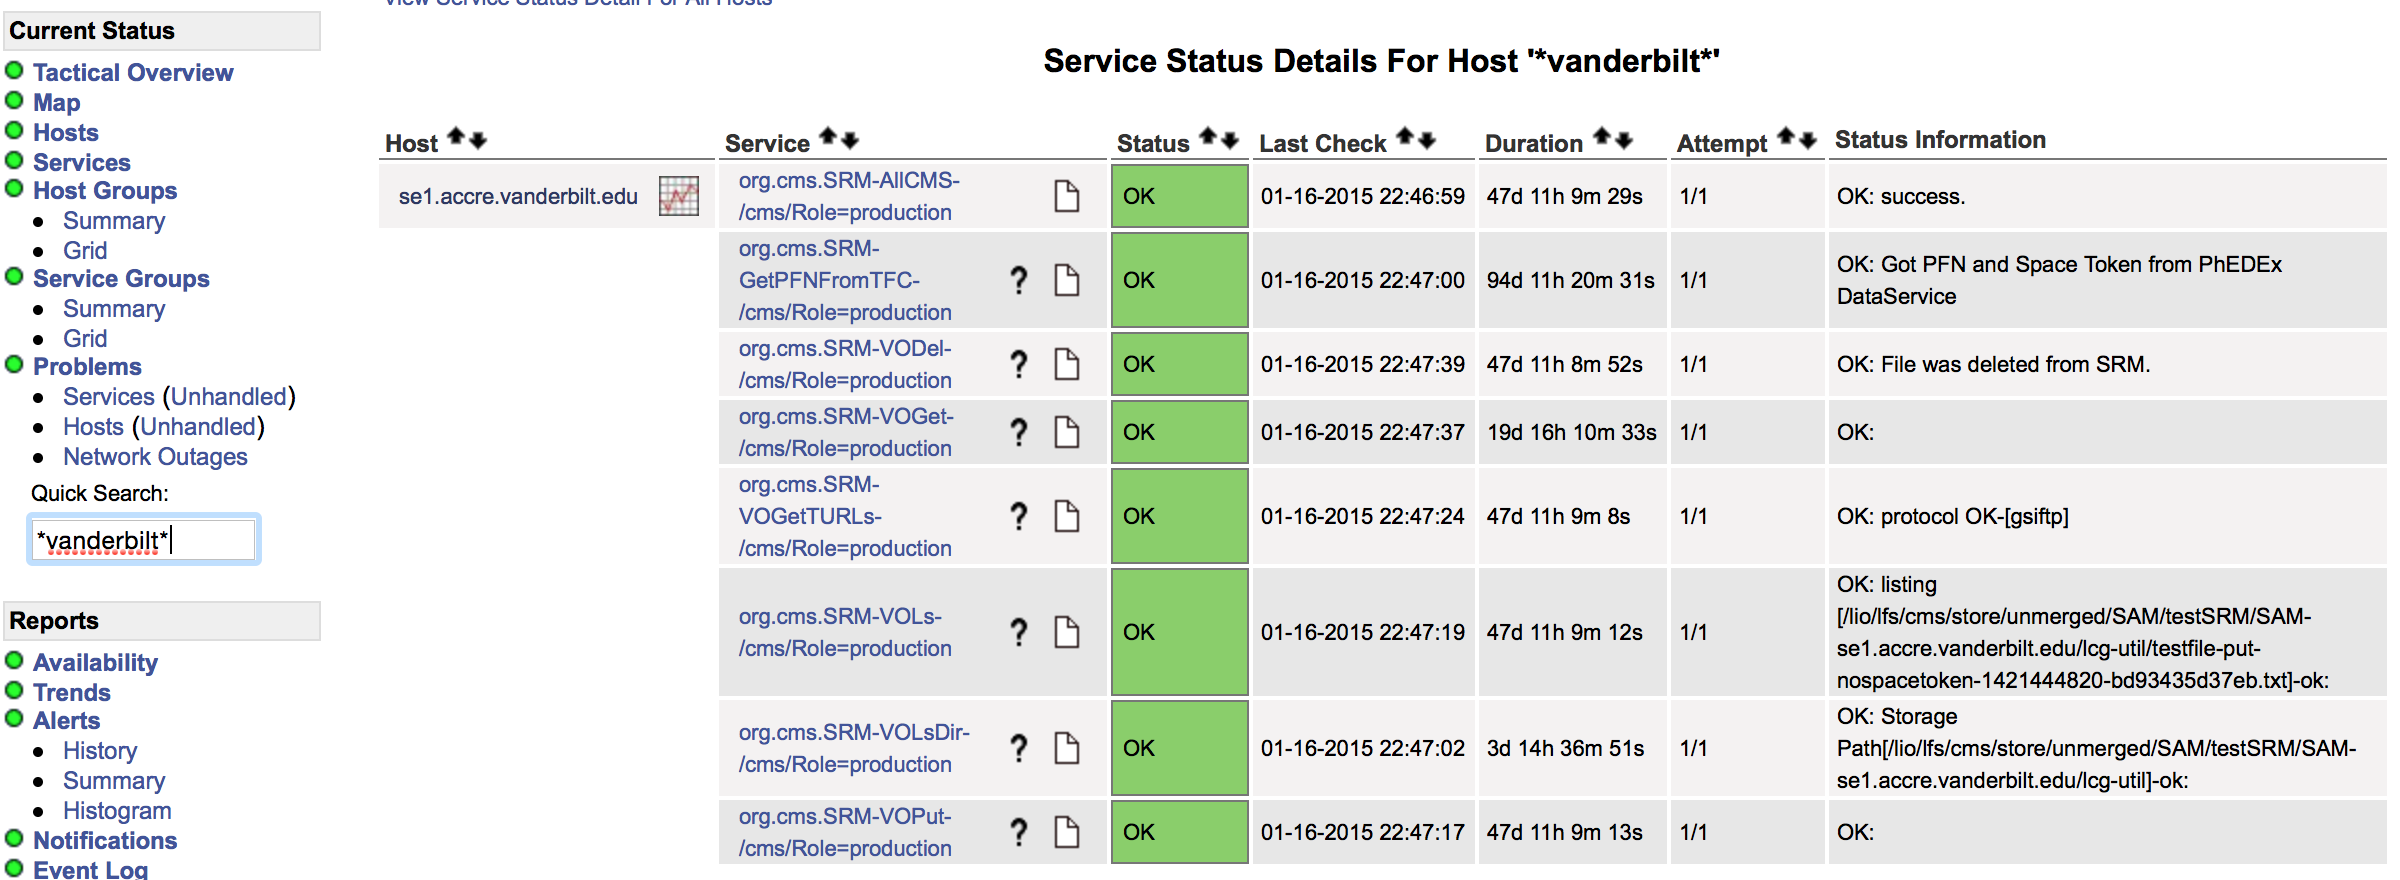 View Service Status Detail For All Hosts
Current Status
Tactical Overview
Map
Hosts
Services
Host Groups
Summary
Grid
Service Groups
Summary
Grid
Problems
Services (Unhandled)
Hosts (Unhandled)
Network Outages
Quick Search:
*vanderbilt*
Reports
Availability
Trends
Alerts
History
Summary
Histogram
Notifications
Event Log
Service Status Details For Host '*vanderbilt*'
Host Service Status Last Check Duration Attempt Status Information
se1.accre.vanderbilt.edu
org.cms.SRM-AllCMS-
/cms/Role=production
OK 01-16-2015 22:46:59 47d 11h 9m 29s 1/1 OK: success.
org.cms.SRM-
GetPFNFromTFC-
/cms/Role=production
? OK 01-16-2015 22:47:00 94d 11h 20m 31s 1/1 OK: Got PFN and Space Token from PhEDEx
DataService
org.cms.SRM-VODel-
/cms/Role=production
? OK 01-16-2015 22:47:39 47d 11h 8m 52s 1/1 OK: File was deleted from SRM.
org.cms.SRM-VOGet-
/cms/Role=production
? OK 01-16-2015 22:47:37 19d 16h 10m 33s 1/1 OK:
org.cms.SRM-
VOGetTURLs-
/cms/Role=production
? OK 01-16-2015 22:47:24 47d 11h 9m 8s 1/1 OK: protocol OK-[gsiftp]
org.cms.SRM-VOLs-
/cms/Role=production
? OK 01-16-2015 22:47:19 47d 11h 9m 12s 1/1 OK: listing
[/lio/lfs/cms/store/unmerged/SAM/testSRM/SAM-
se1.accre.vanderbilt.edu/lcg-util/testfile-put-
nospacetoken-1421444820-bd93435d37eb.txt]-ok:
org.cms.SRM-VOLsDir-
/cms/Role=production
? OK 01-16-2015 22:47:02 3d 14h 36m 51s 1/1 OK: Storage
Path[/lio/lfs/cms/store/unmerged/SAM/testSRM/SAM-
se1.accre.vanderbilt.edu/lcg-util]-ok:
org.cms.SRM-VOPut-
/cms/Role=production
? OK 01-16-2015 22:47:17 47d 11h 9m 13s 1/1 OK: